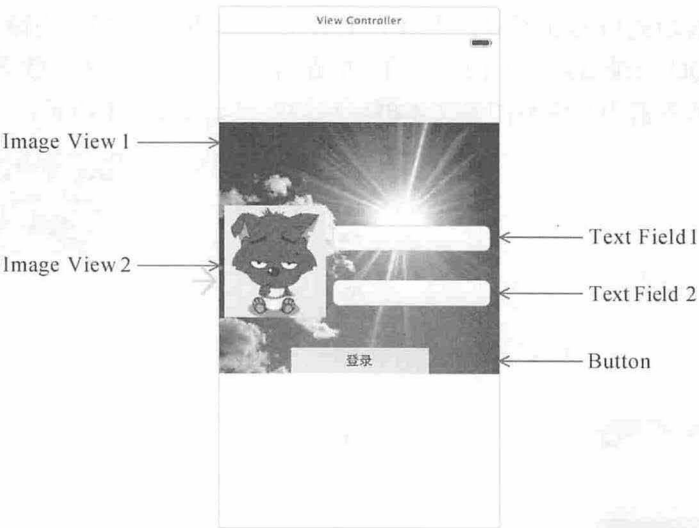 View Controller
Image View 1
Text Field 1
Image View 2
Text Field 2
登录
Button